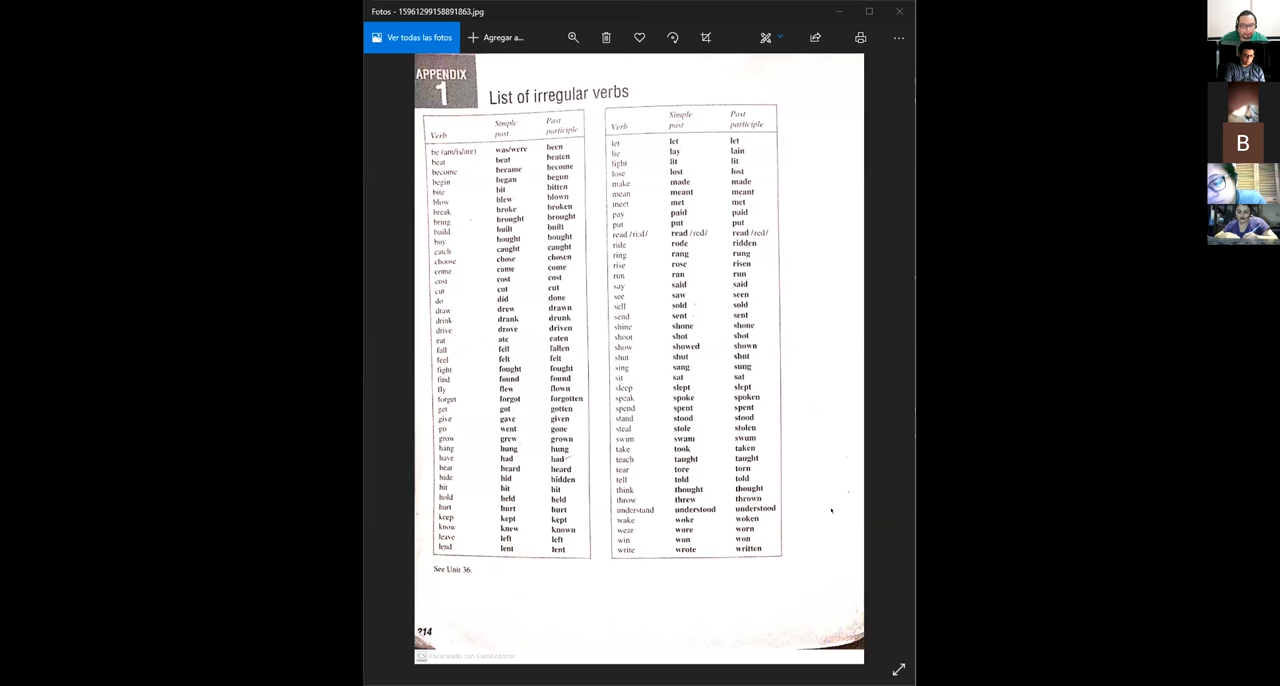 Fotos - 15961299158891863.jpg
Ver todas las fotos
Agregar a...
APPENDIX
1
List of irregular verbs
Verb Simple past Past participle
be (am/is/are) was/were been
beat beat beaten
become became become
begin began begun
bite bit bitten
blow blew blown
break broke broken
bring brought brought
build built built
buy bought bought
catch caught caught
choose chose chosen
come came come
cost cost cost
cut cut cut
do did done
draw drew drawn
drink drank drunk
drive drove driven
eat ate eaten
fall fell fallen
feel felt felt
fight fought fought
find found found
fly flew flown
forget forgot forgotten
get got gotten
give gave given
go went gone
grow grew grown
hang hung hung
have had had
hear heard heard
hide hid hidden
hit hit hit
hold held held
hurt hurt hurt
keep kept kept
know knew known
leave left left
lend lent lent
Verb Simple past Past participle
let let let
lie lay lain
light lit lit
lose lost lost
make made made
mean meant meant
meet met met
pay paid paid
put put put
read /ri:d/ read /red/ read /red/
ride rode ridden
ring rang rung
rise rose risen
run ran run
say said said
see saw seen
sell sold sold
send sent sent
shine shone shone
shoot shot shot
show showed shown
shut shut shut
sing sang sung
sit sat sat
sleep slept slept
speak spoke spoken
spend spent spent
stand stood stood
steal stole stolen
swim swam swum
take took taken
teach taught taught
tear tore torn
tell told told
think thought thought
throw threw thrown
understand understood understood
wake woke woken
wear wore worn
win won won
write wrote written
See Unit 36.
214
CS Escaneado con CamScanner
B